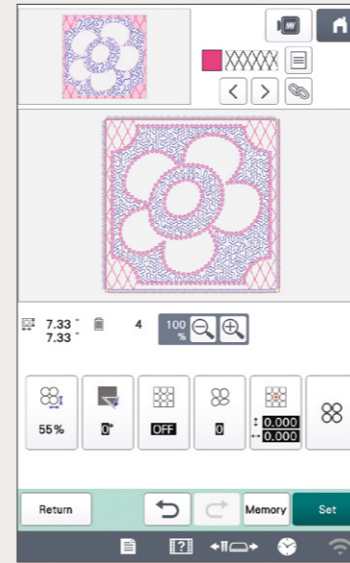 7.33 "
7.33 "
4
100 %
55%
0°
OFF
0
0.000
0.000
Return
Memory
Set